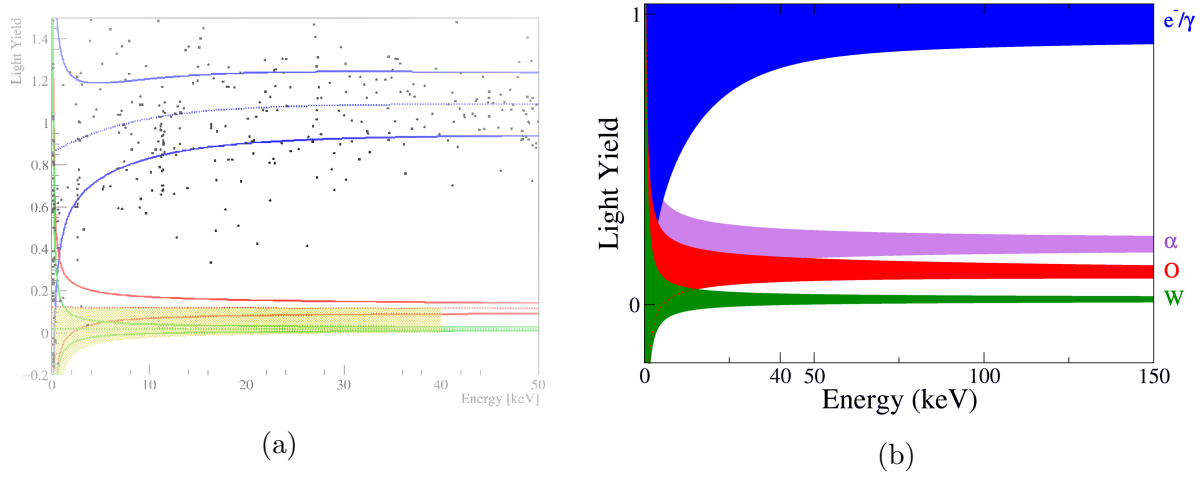 Light Yield
1.4
1.2
1
0.8
0.6
0.4
0.2
0
−0.2
0 10 20 30 40 50
Energy [keV]
(a)
Light Yield
1
0
e⁻/γ
α
O
W
0 40 50 100 150
Energy (keV)
(b)